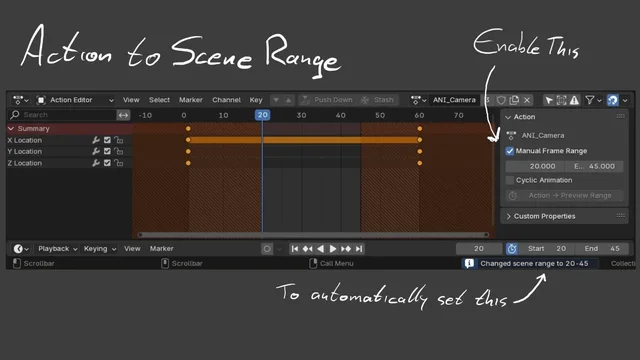 Action to Scene Range
Enable This
Action Editor View Select Marker Channel Key Push Down Stash ANI_Camera
Search -10 0 10 20 30 40 50 60 70
Action
Summary
X Location
Y Location
Z Location
ANI_Camera
Manual Frame Range
20.000 E... 45.000
Cyclic Animation
Action → Preview Range
Custom Properties
Playback Keying View Marker 20 Start 20 End 45
Scrollbar Scrollbar Call Menu Changed scene range to 20-45 Collecti
To automatically set this